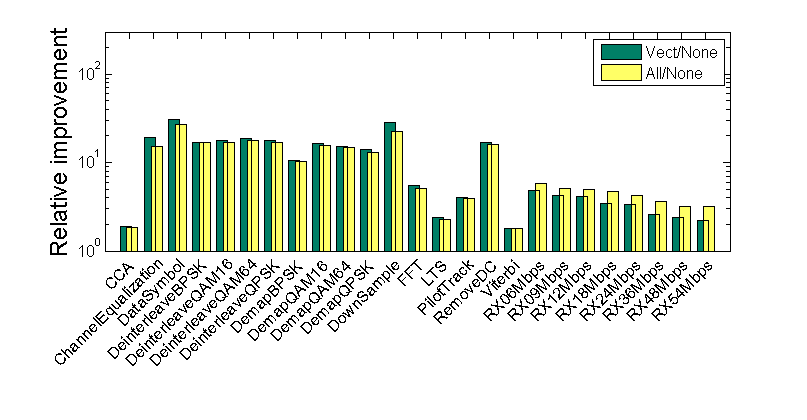 Relative improvement
10^2
10^1
10^0
Vect/None
All/None
CCA
ChannelEqualization
DataSymbol
DeinterleaveBPSK
DeinterleaveQAM16
DeinterleaveQAM64
DeinterleaveQPSK
DemapBPSK
DemapQAM16
DemapQAM64
DemapQPSK
DownSample
FFT
LTS
PilotTrack
RemoveDC
Viterbi
RX06Mbps
RX09Mbps
RX12Mbps
RX18Mbps
RX24Mbps
RX36Mbps
RX48Mbps
RX54Mbps